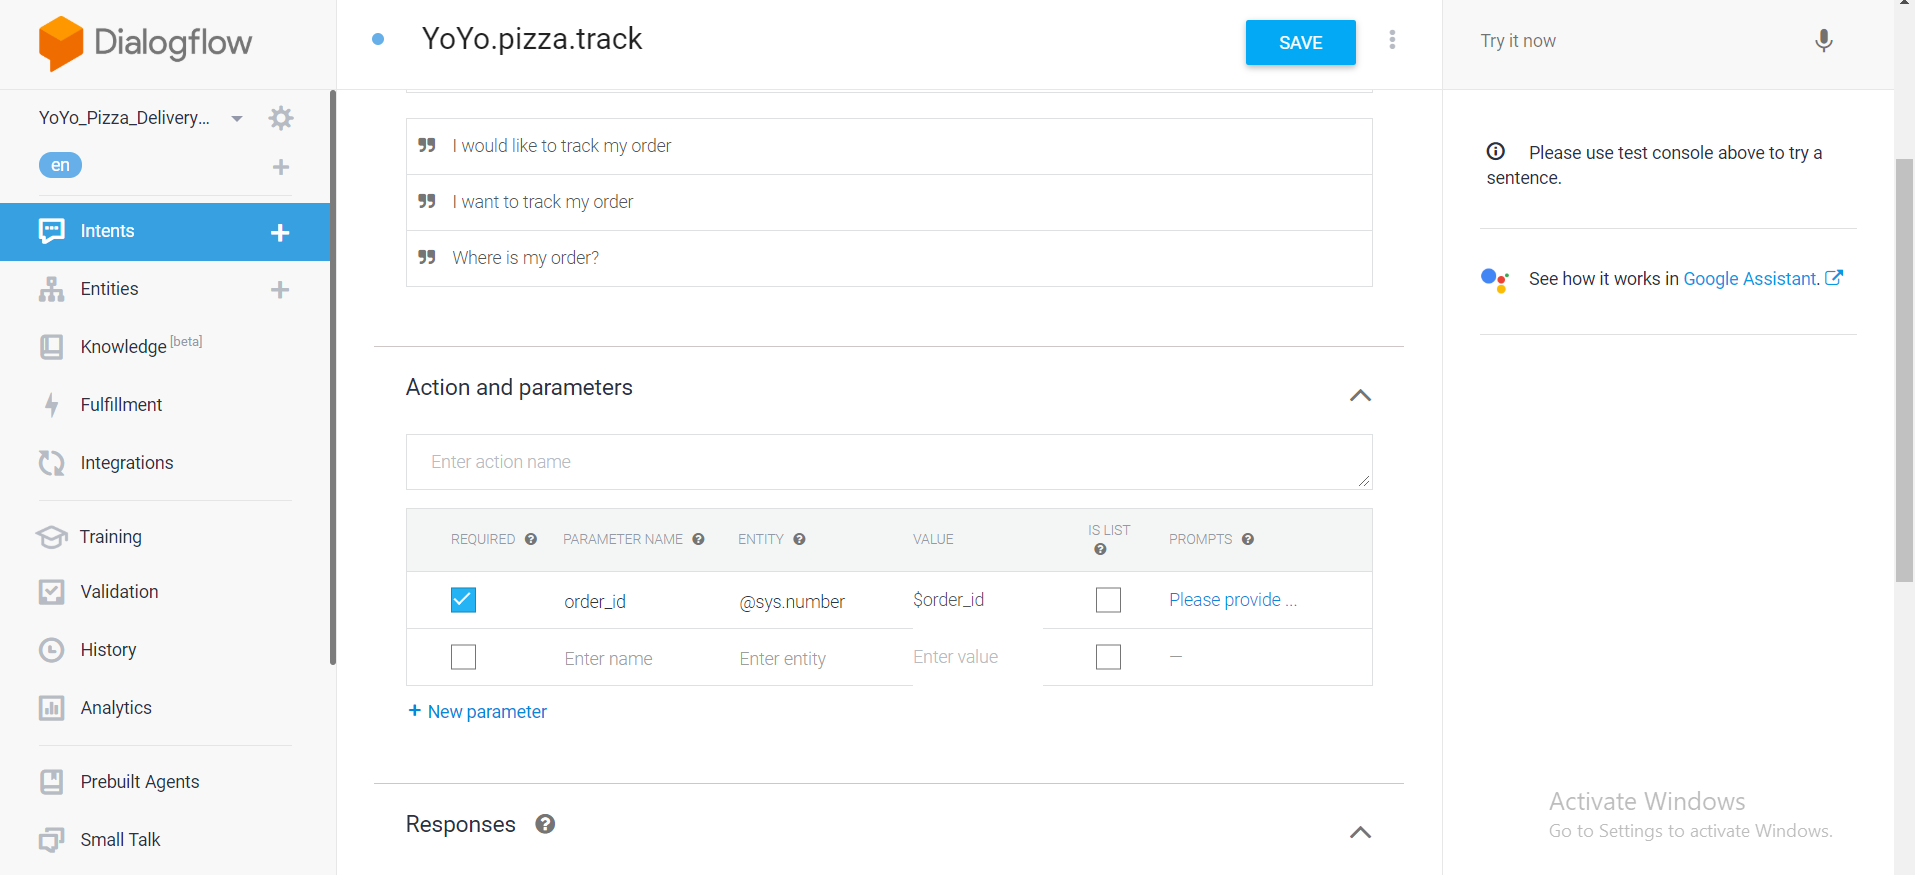 Dialogflow
YoYo_Pizza_Delivery...
en
Intents
Entities
Knowledge [beta]
Fulfillment
Integrations
Training
Validation
History
Analytics
Prebuilt Agents
Small Talk
YoYo.pizza.track
SAVE
I would like to track my order
I want to track my order
Where is my order?
Action and parameters
Enter action name
REQUIRED PARAMETER NAME ENTITY VALUE IS LIST PROMPTS
order_id @sys.number $order_id Please provide ...
Enter name Enter entity Enter value —
+ New parameter
Responses
Try it now
Please use test console above to try a
sentence.
See how it works in Google Assistant.
Activate Windows
Go to Settings to activate Windows.